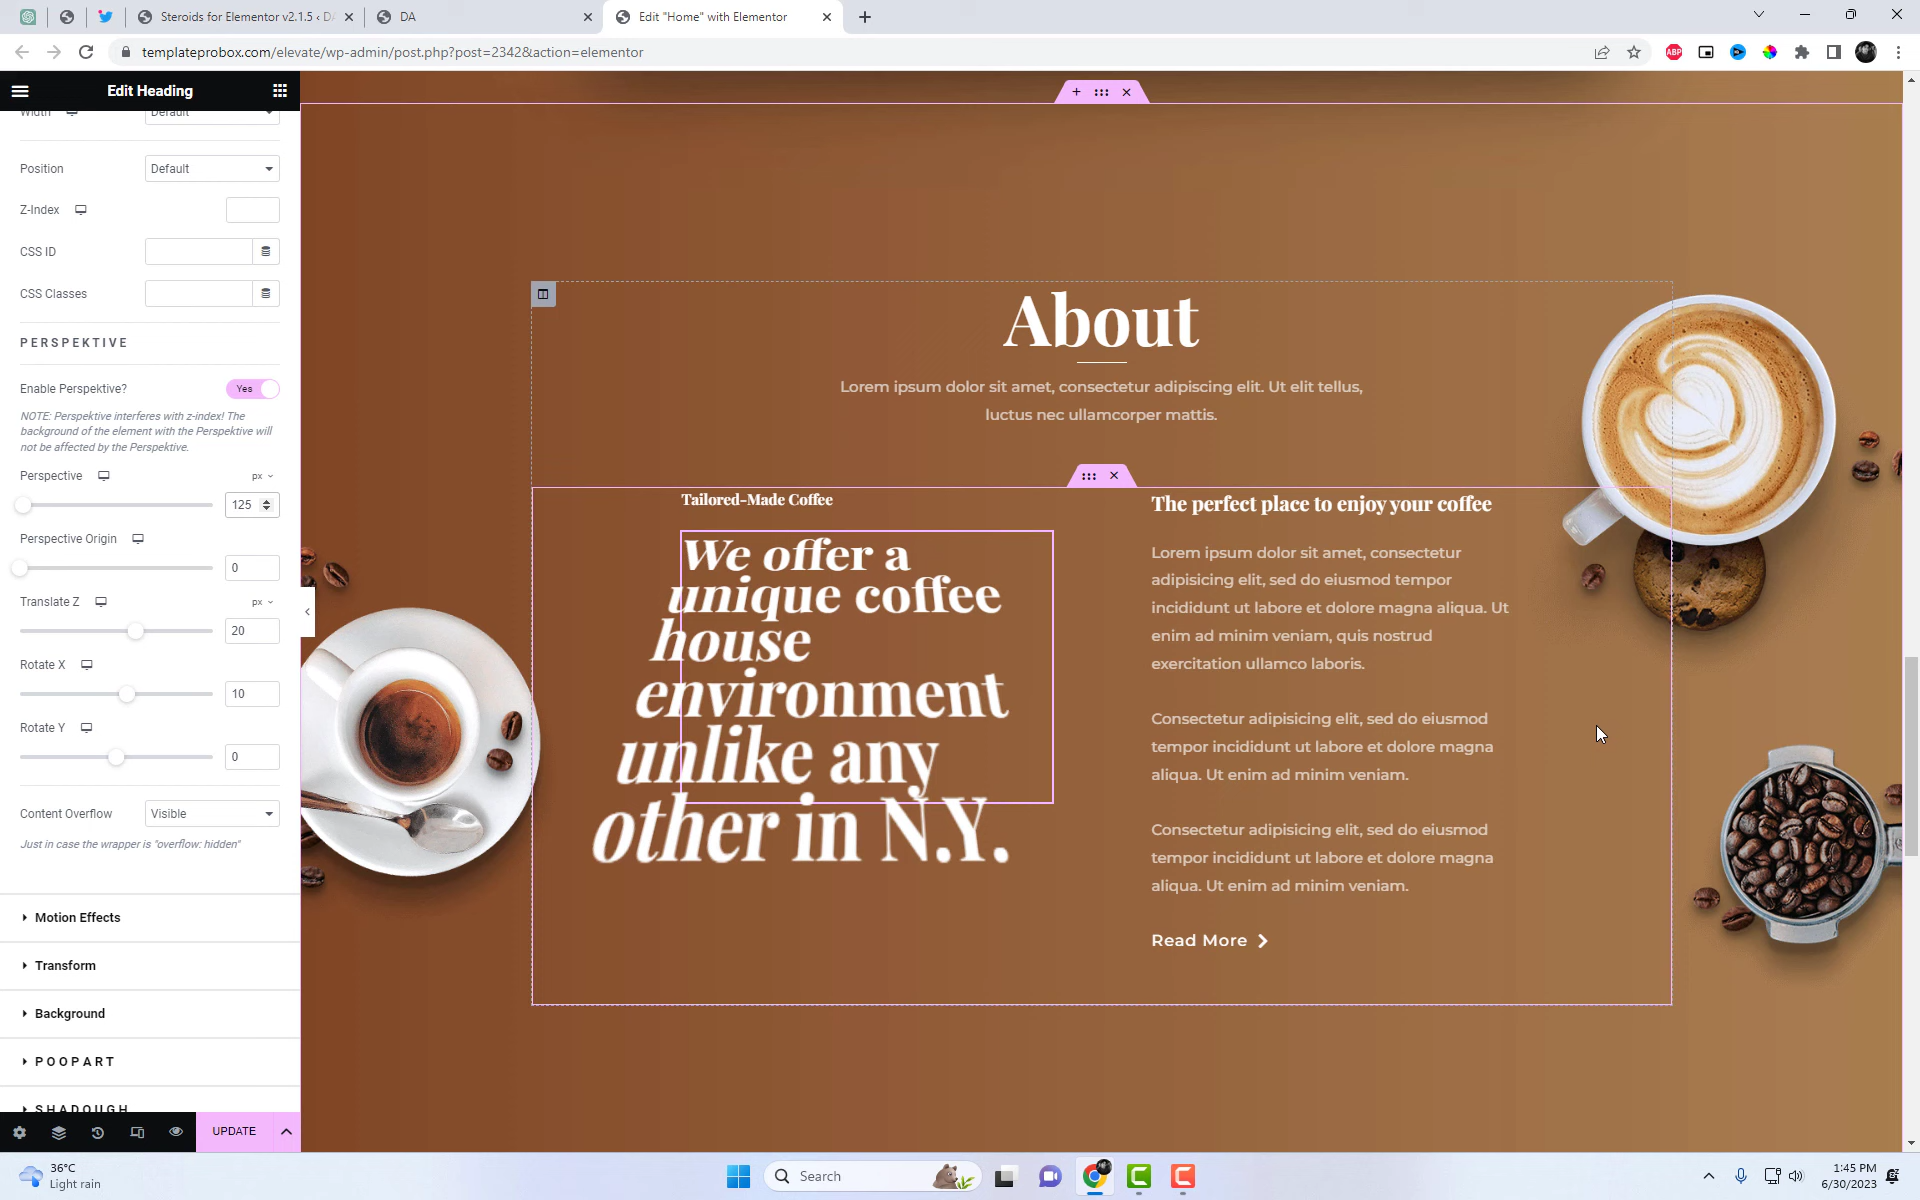 Steroids for Elementor v2.1.5 ‹ D
DA
Edit "Home" with Elementor
templateprobox.com/elevate/wp-admin/post.php?post=2342&action=elementor
ABP
Edit Heading
Width
Default
Position
Default
Z-Index
CSS ID
CSS Classes
PERSPEKTIVE
Enable Perspektive?
Yes
NOTE: Perspektive interferes with z-index! The
background of the element with the Perspektive will
not be affected by the Perspektive.
Perspective
px
125
Perspective Origin
0
Translate Z
px
20
Rotate X
10
Rotate Y
0
Content Overflow
Visible
Just in case the wrapper is "overflow: hidden"
Motion Effects
Transform
Background
POOPART
SHADOUGH
UPDATE
About
Lorem ipsum dolor sit amet, consectetur adipiscing elit. Ut elit tellus,
luctus nec ullamcorper mattis.
Tailored-Made Coffee
We offer a
unique coffee
house
environment
unlike any
other in N.Y.
The perfect place to enjoy your coffee
Lorem ipsum dolor sit amet, consectetur
adipisicing elit, sed do eiusmod tempor
incididunt ut labore et dolore magna aliqua. Ut
enim ad minim veniam, quis nostrud
exercitation ullamco laboris.
Consectetur adipisicing elit, sed do eiusmod
tempor incididunt ut labore et dolore magna
aliqua. Ut enim ad minim veniam.
Consectetur adipisicing elit, sed do eiusmod
tempor incididunt ut labore et dolore magna
aliqua. Ut enim ad minim veniam.
Read More
36°C
Light rain
Search
1:45 PM
6/30/2023